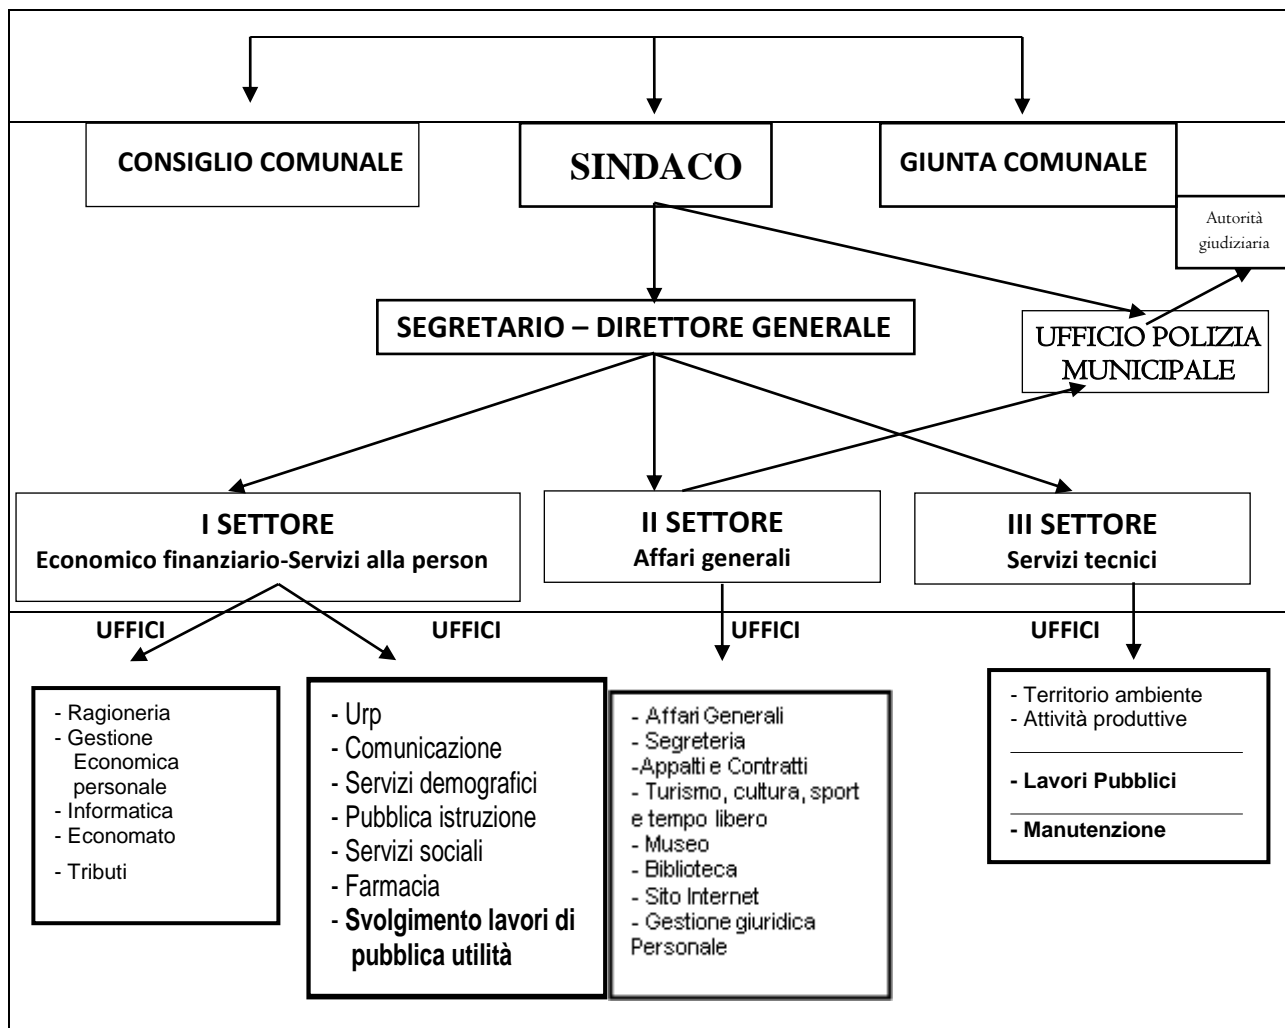 CONSIGLIO COMUNALE
SINDACO
GIUNTA COMUNALE
Autorità
giudiziaria
SEGRETARIO – DIRETTORE GENERALE
UFFICIO POLIZIA
MUNICIPALE
I SETTORE
Economico finanziario-Servizi alla person
II SETTORE
Affari generali
III SETTORE
Servizi tecnici
UFFICI
UFFICI
UFFICI
UFFICI
- Ragioneria
- Gestione
Economica
personale
- Informatica
- Economato
- Tributi
- Urp
- Comunicazione
- Servizi demografici
- Pubblica istruzione
- Servizi sociali
- Farmacia
- Svolgimento lavori di
pubblica utilità
- Affari Generali
- Segreteria
-Appalti e Contratti
- Turismo, cultura, sport
e tempo libero
- Museo
- Biblioteca
- Sito Internet
- Gestione giuridica
Personale
- Territorio ambiente
- Attività produttive
- Lavori Pubblici
- Manutenzione